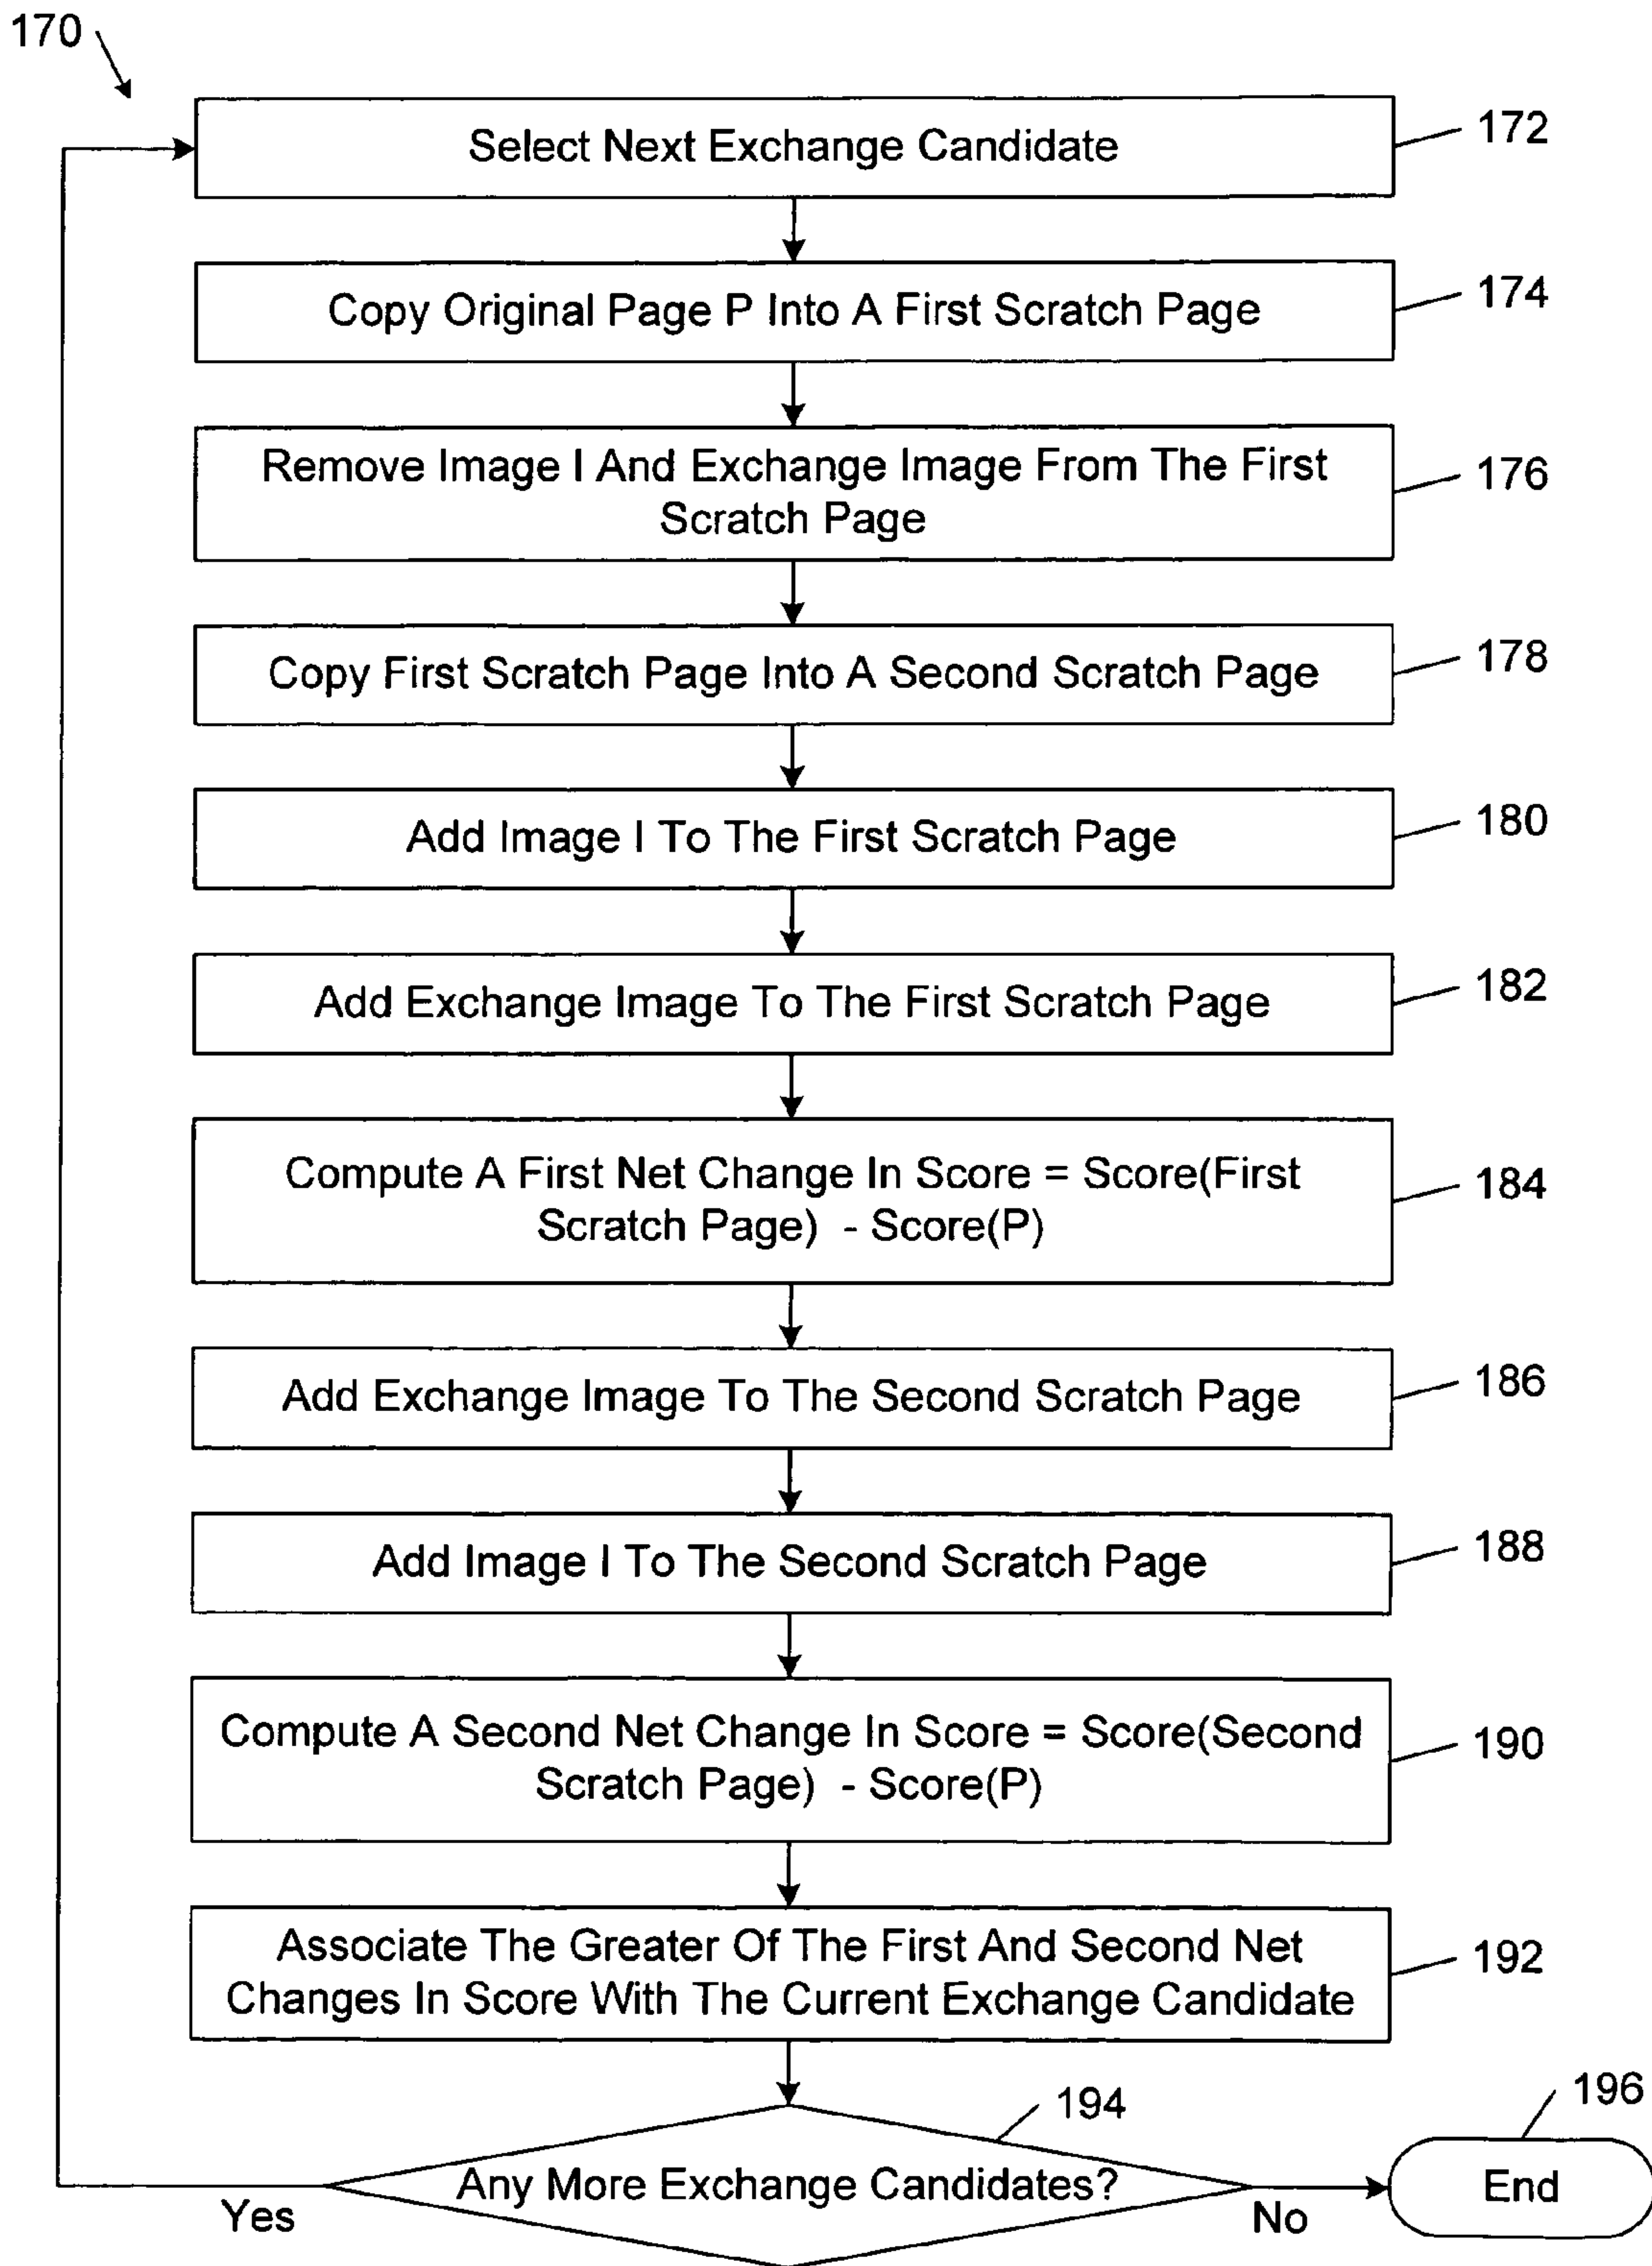 170
Select Next Exchange Candidate
172
Copy Original Page P Into A First Scratch Page
174
Remove Image I And Exchange Image From The First
Scratch Page
176
Copy First Scratch Page Into A Second Scratch Page
178
Add Image I To The First Scratch Page
180
Add Exchange Image To The First Scratch Page
182
Compute A First Net Change In Score = Score(First
Scratch Page) - Score(P)
184
Add Exchange Image To The Second Scratch Page
186
Add Image I To The Second Scratch Page
188
Compute A Second Net Change In Score = Score(Second
Scratch Page) - Score(P)
190
Associate The Greater Of The First And Second Net
Changes In Score With The Current Exchange Candidate
192
194
196
Any More Exchange Candidates?
End
Yes
No